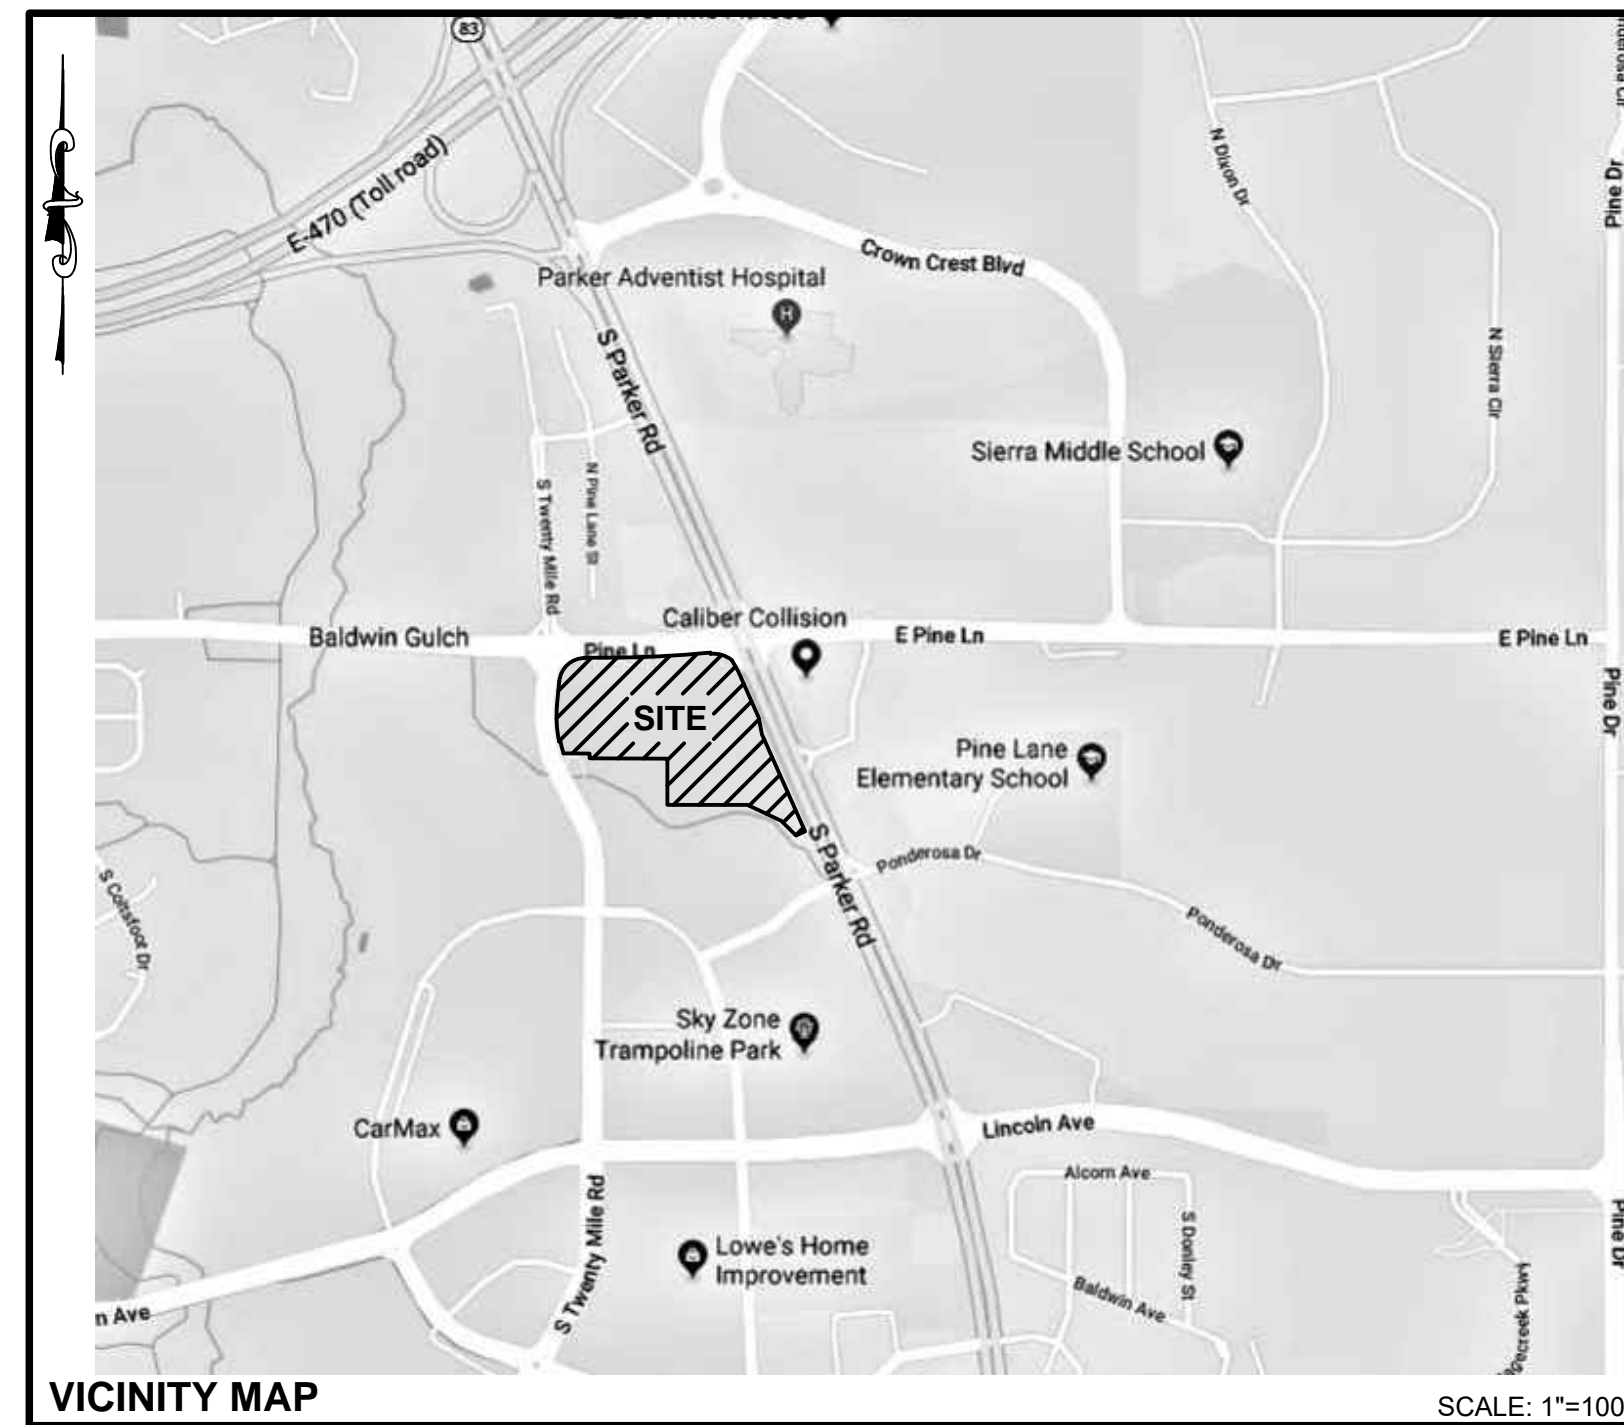 83
E-470 (Toll road)
N Dixon Dr
Pine Dr
Crown Crest Blvd
Parker Adventist Hospital
H
S Parker Rd
N Sierra Cir
Sierra Middle School
S Twenty Mile Rd
N Pine Lane St
Caliber Collision
Baldwin Gulch
Pine Ln
E Pine Ln
E Pine Ln
Pine Dr
SITE
Pine Lane
Elementary School
S Parker Rd
Ponderosa Dr
S Coltsfoot Dr
Ponderosa Dr
Sky Zone
Trampoline Park
CarMax
Lincoln Ave
Alcorn Ave
S Twenty Mile Rd
S Donley St
Pine Dr
Lowe's Home
Improvement
Baldwin Ave
n Ave
VICINITY MAP
SCALE: 1"=100